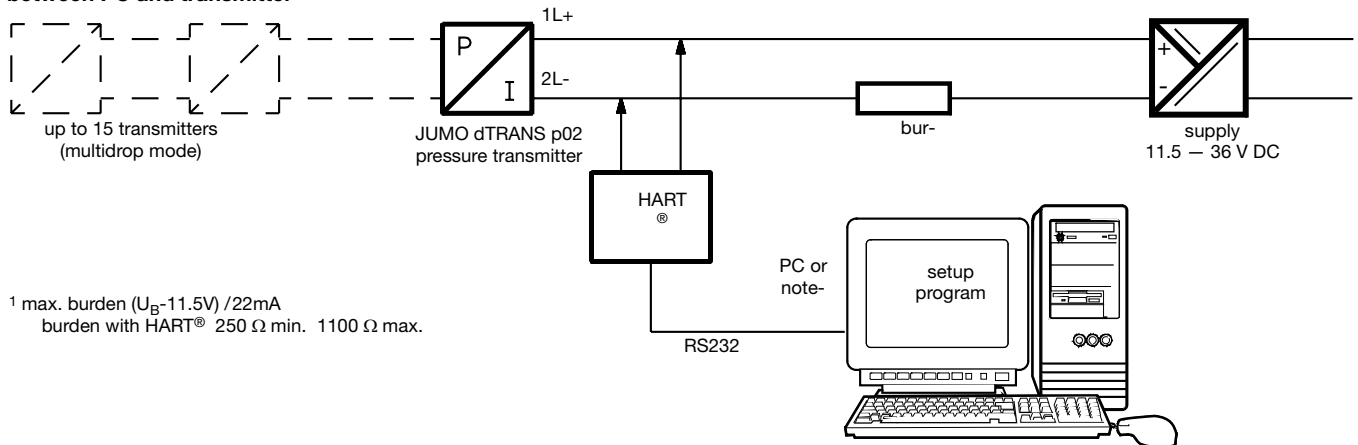 between PC and transmitter
1L+
P
I
2L-
+
-
up to 15 transmitters
(multidrop mode)
JUMO dTRANS p02
pressure transmitter
bur-
supply
11.5 — 36 V DC
HART
®
PC or
note-
setup
program
RS232
1 max. burden (UB-11.5V) /22mA
burden with HART® 250 Ω min. 1100 Ω max.